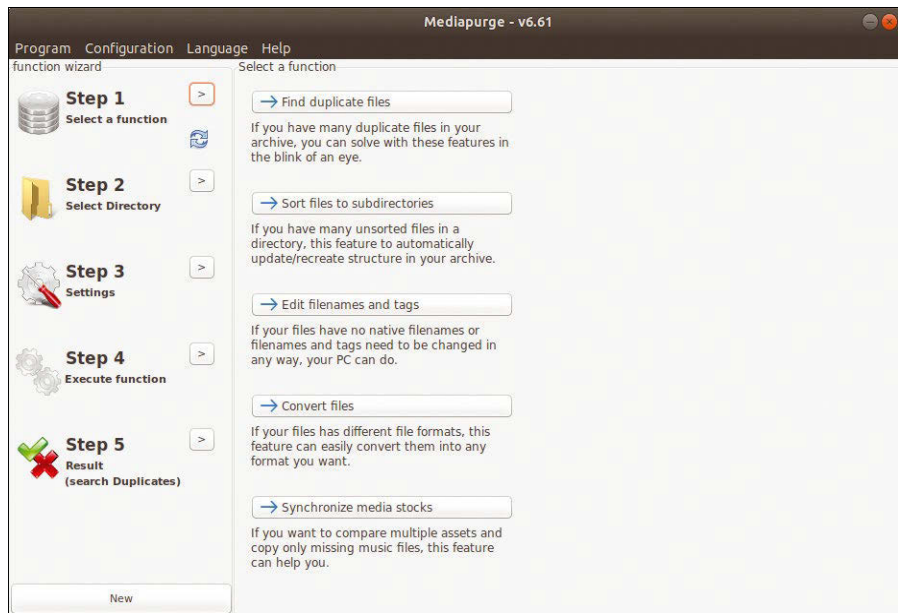 Mediapurge - v6.61
Program Configuration Language Help
function wizard
Step 1
Select a function
>
Step 2
Select Directory
>
Step 3
Settings
>
Step 4
Execute function
>
Step 5
Result
(search Duplicates)
>
New
Select a function
Find duplicate files
If you have many duplicate files in your
archive, you can solve with these features in
the blink of an eye.
Sort files to subdirectories
If you have many unsorted files in a
directory, this feature to automatically
update/recreate structure in your archive.
Edit filenames and tags
If your files have no native filenames or
filenames and tags need to be changed in
any way, your PC can do.
Convert files
If your files has different file formats, this
feature can easily convert them into any
format you want.
Synchronize media stocks
If you want to compare multiple assets and
copy only missing music files, this feature
can help you.